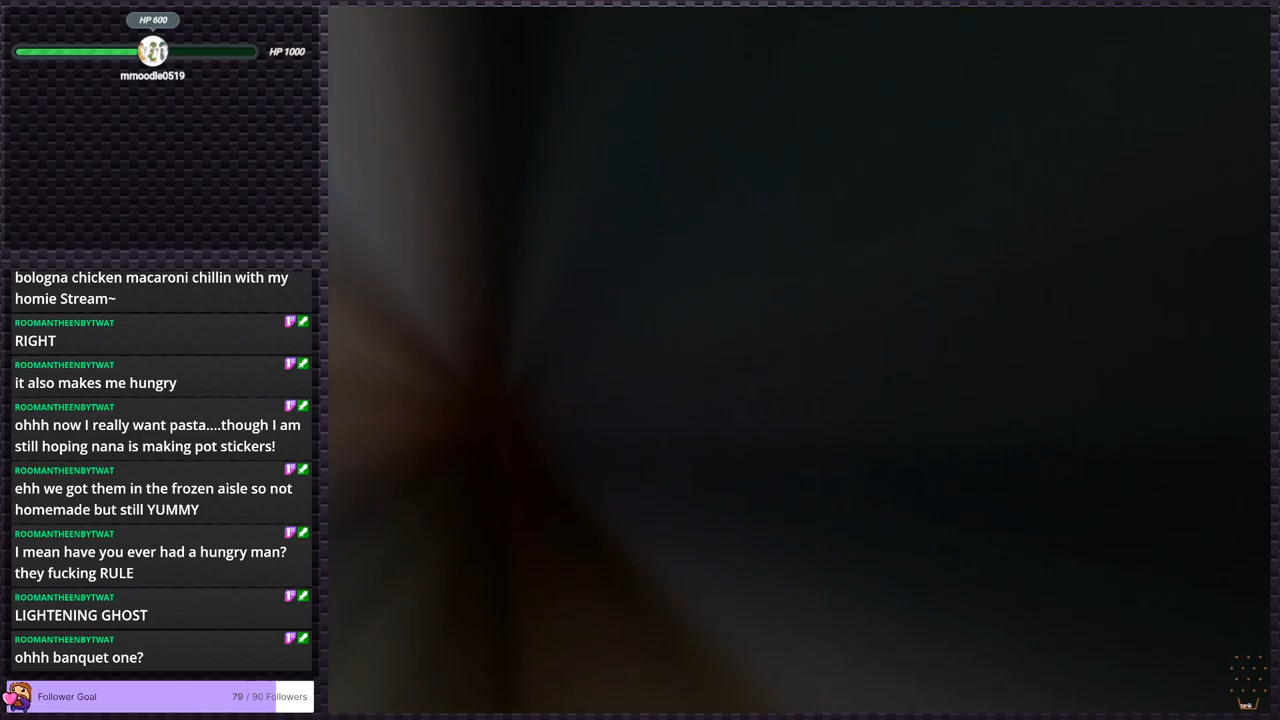 HP 600
HP 1000
mrnoodle0519
bologna chicken macaroni chillin with my
homie Stream~
ROOMANTHEENBYTWAT
RIGHT
ROOMANTHEENBYTWAT
it also makes me hungry
ROOMANTHEENBYTWAT
ohhh now I really want pasta....though I am
still hoping nana is making pot stickers!
ROOMANTHEENBYTWAT
ehh we got them in the frozen aisle so not
homemade but still YUMMY
ROOMANTHEENBYTWAT
I mean have you ever had a hungry man?
they fucking RULE
ROOMANTHEENBYTWAT
LIGHTENING GHOST
ROOMANTHEENBYTWAT
ohhh banquet one?
Follower Goal 79 / 90 Followers